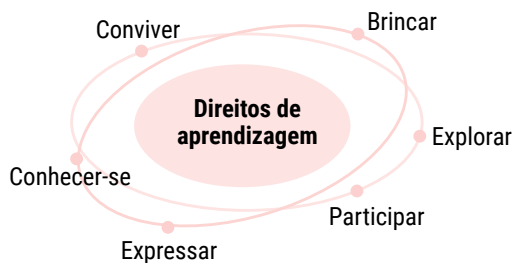 Conviver
Brincar
Direitos de
aprendizagem
Explorar
Conhecer-se
Participar
Expressar